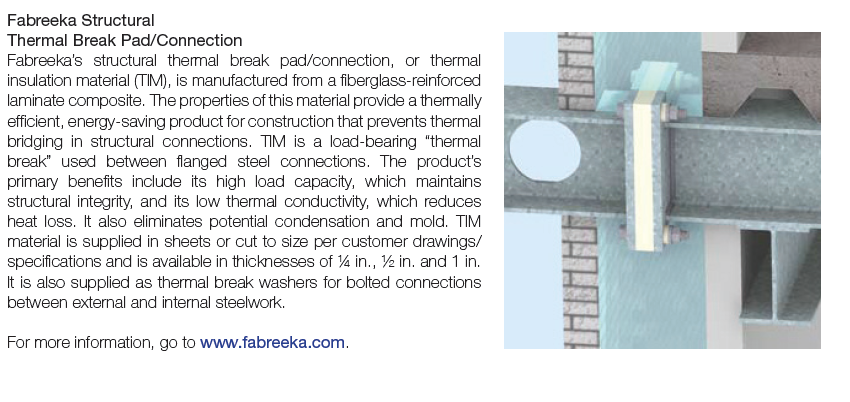 Fabreeka Structural
Thermal Break Pad/Connection
Fabreeka's structural thermal break pad/connection, or thermal
insulation material (TIM), is manufactured from a fiberglass-reinforced
laminate composite. The properties of this material provide a thermally
efficient, energy-saving product for construction that prevents thermal
bridging in structural connections. TIM is a load-bearing “thermal
break” used between flanged steel connections. The product's
primary benefits include its high load capacity, which maintains
structural integrity, and its low thermal conductivity, which reduces
heat loss. It also eliminates potential condensation and mold. TIM
material is supplied in sheets or cut to size per customer drawings/
specifications and is available in thicknesses of ¼ in., ½ in. and 1 in.
It is also supplied as thermal break washers for bolted connections
between external and internal steelwork.
For more information, go to www.fabreeka.com.